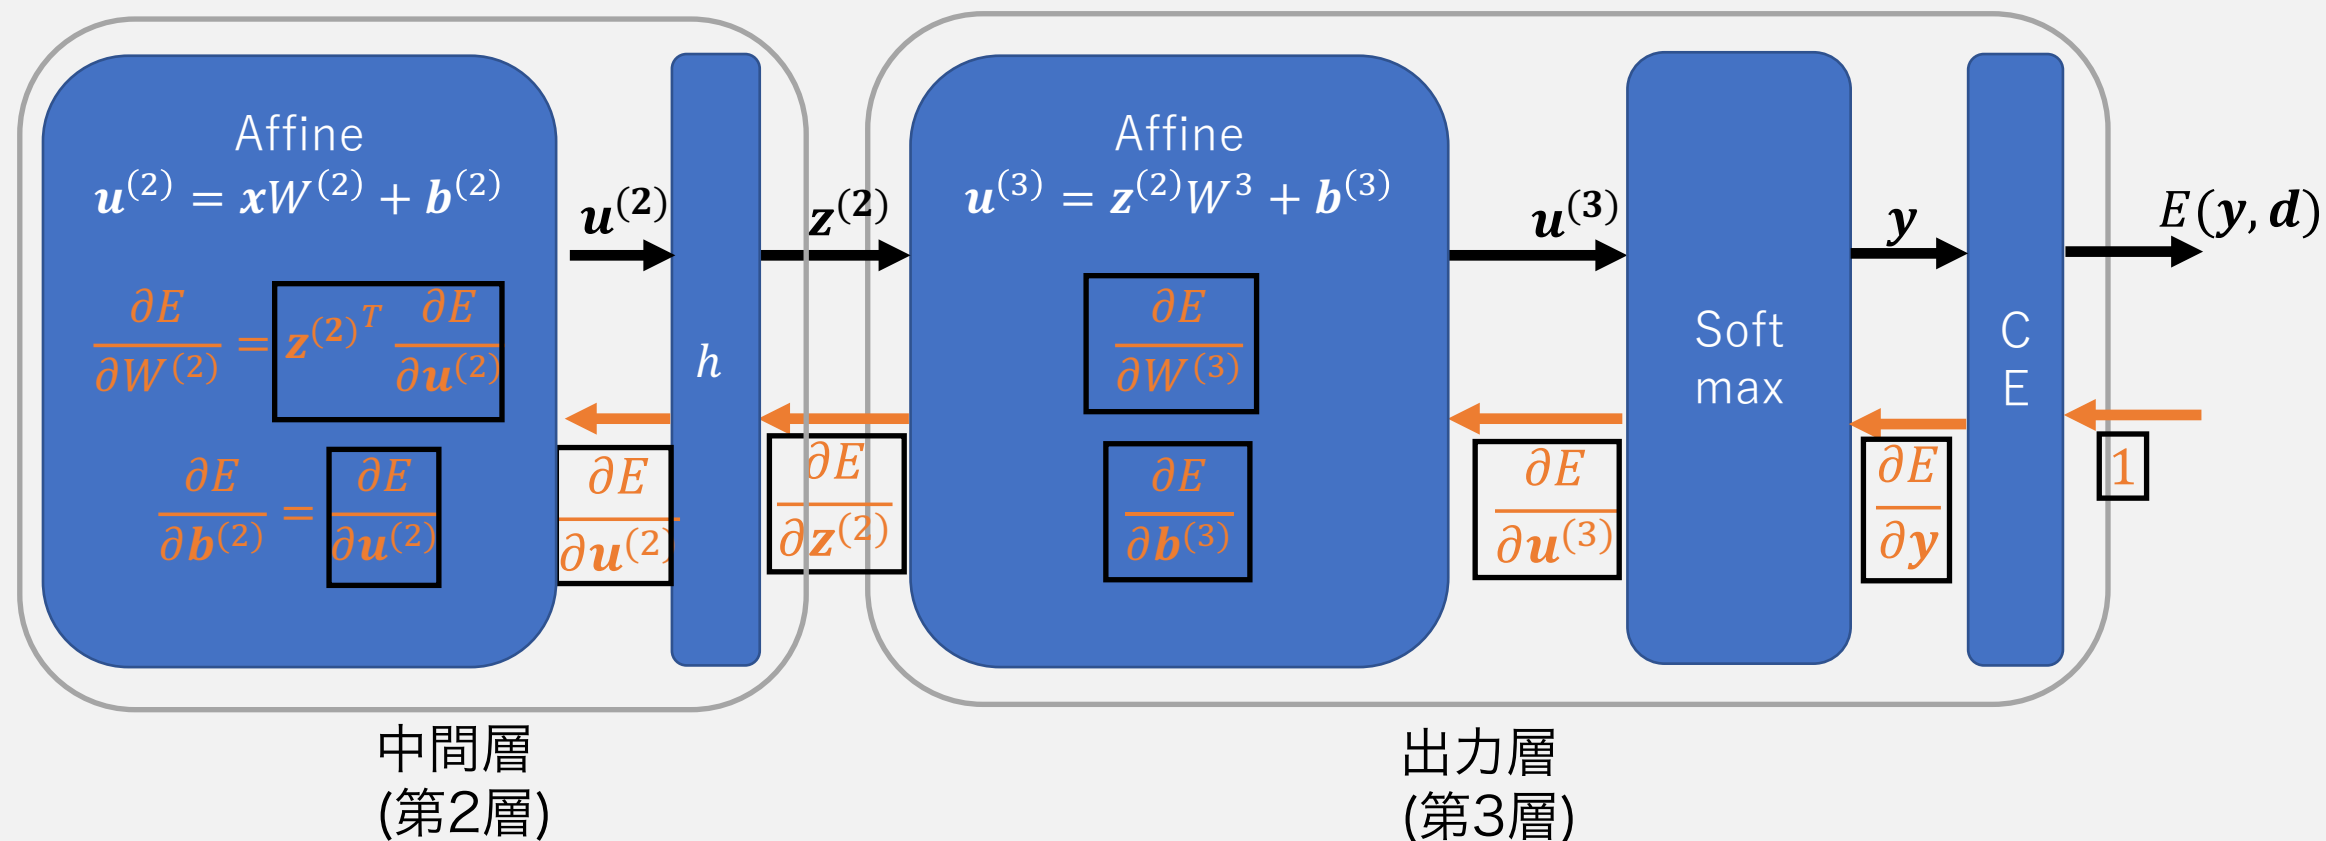 Affine
𝒖⁽²⁾ = 𝒙W⁽²⁾ + 𝒃⁽²⁾
∂E/∂W⁽²⁾ = 𝒛⁽²⁾ᵀ ∂E/∂𝒖⁽²⁾
∂E/∂𝒃⁽²⁾ = ∂E/∂𝒖⁽²⁾
𝒖⁽²⁾
∂E/∂𝒖⁽²⁾
h
𝒛⁽²⁾
∂E/∂𝒛⁽²⁾
Affine
𝒖⁽³⁾ = 𝒛⁽²⁾W³ + 𝒃⁽³⁾
∂E/∂W⁽³⁾
∂E/∂𝒃⁽³⁾
𝒖⁽³⁾
∂E/∂𝒖⁽³⁾
Soft
max
𝒚
∂E/∂𝒚
C
E
E(𝒚, 𝒅)
1
中間層
(第2層)
出力層
(第3層)